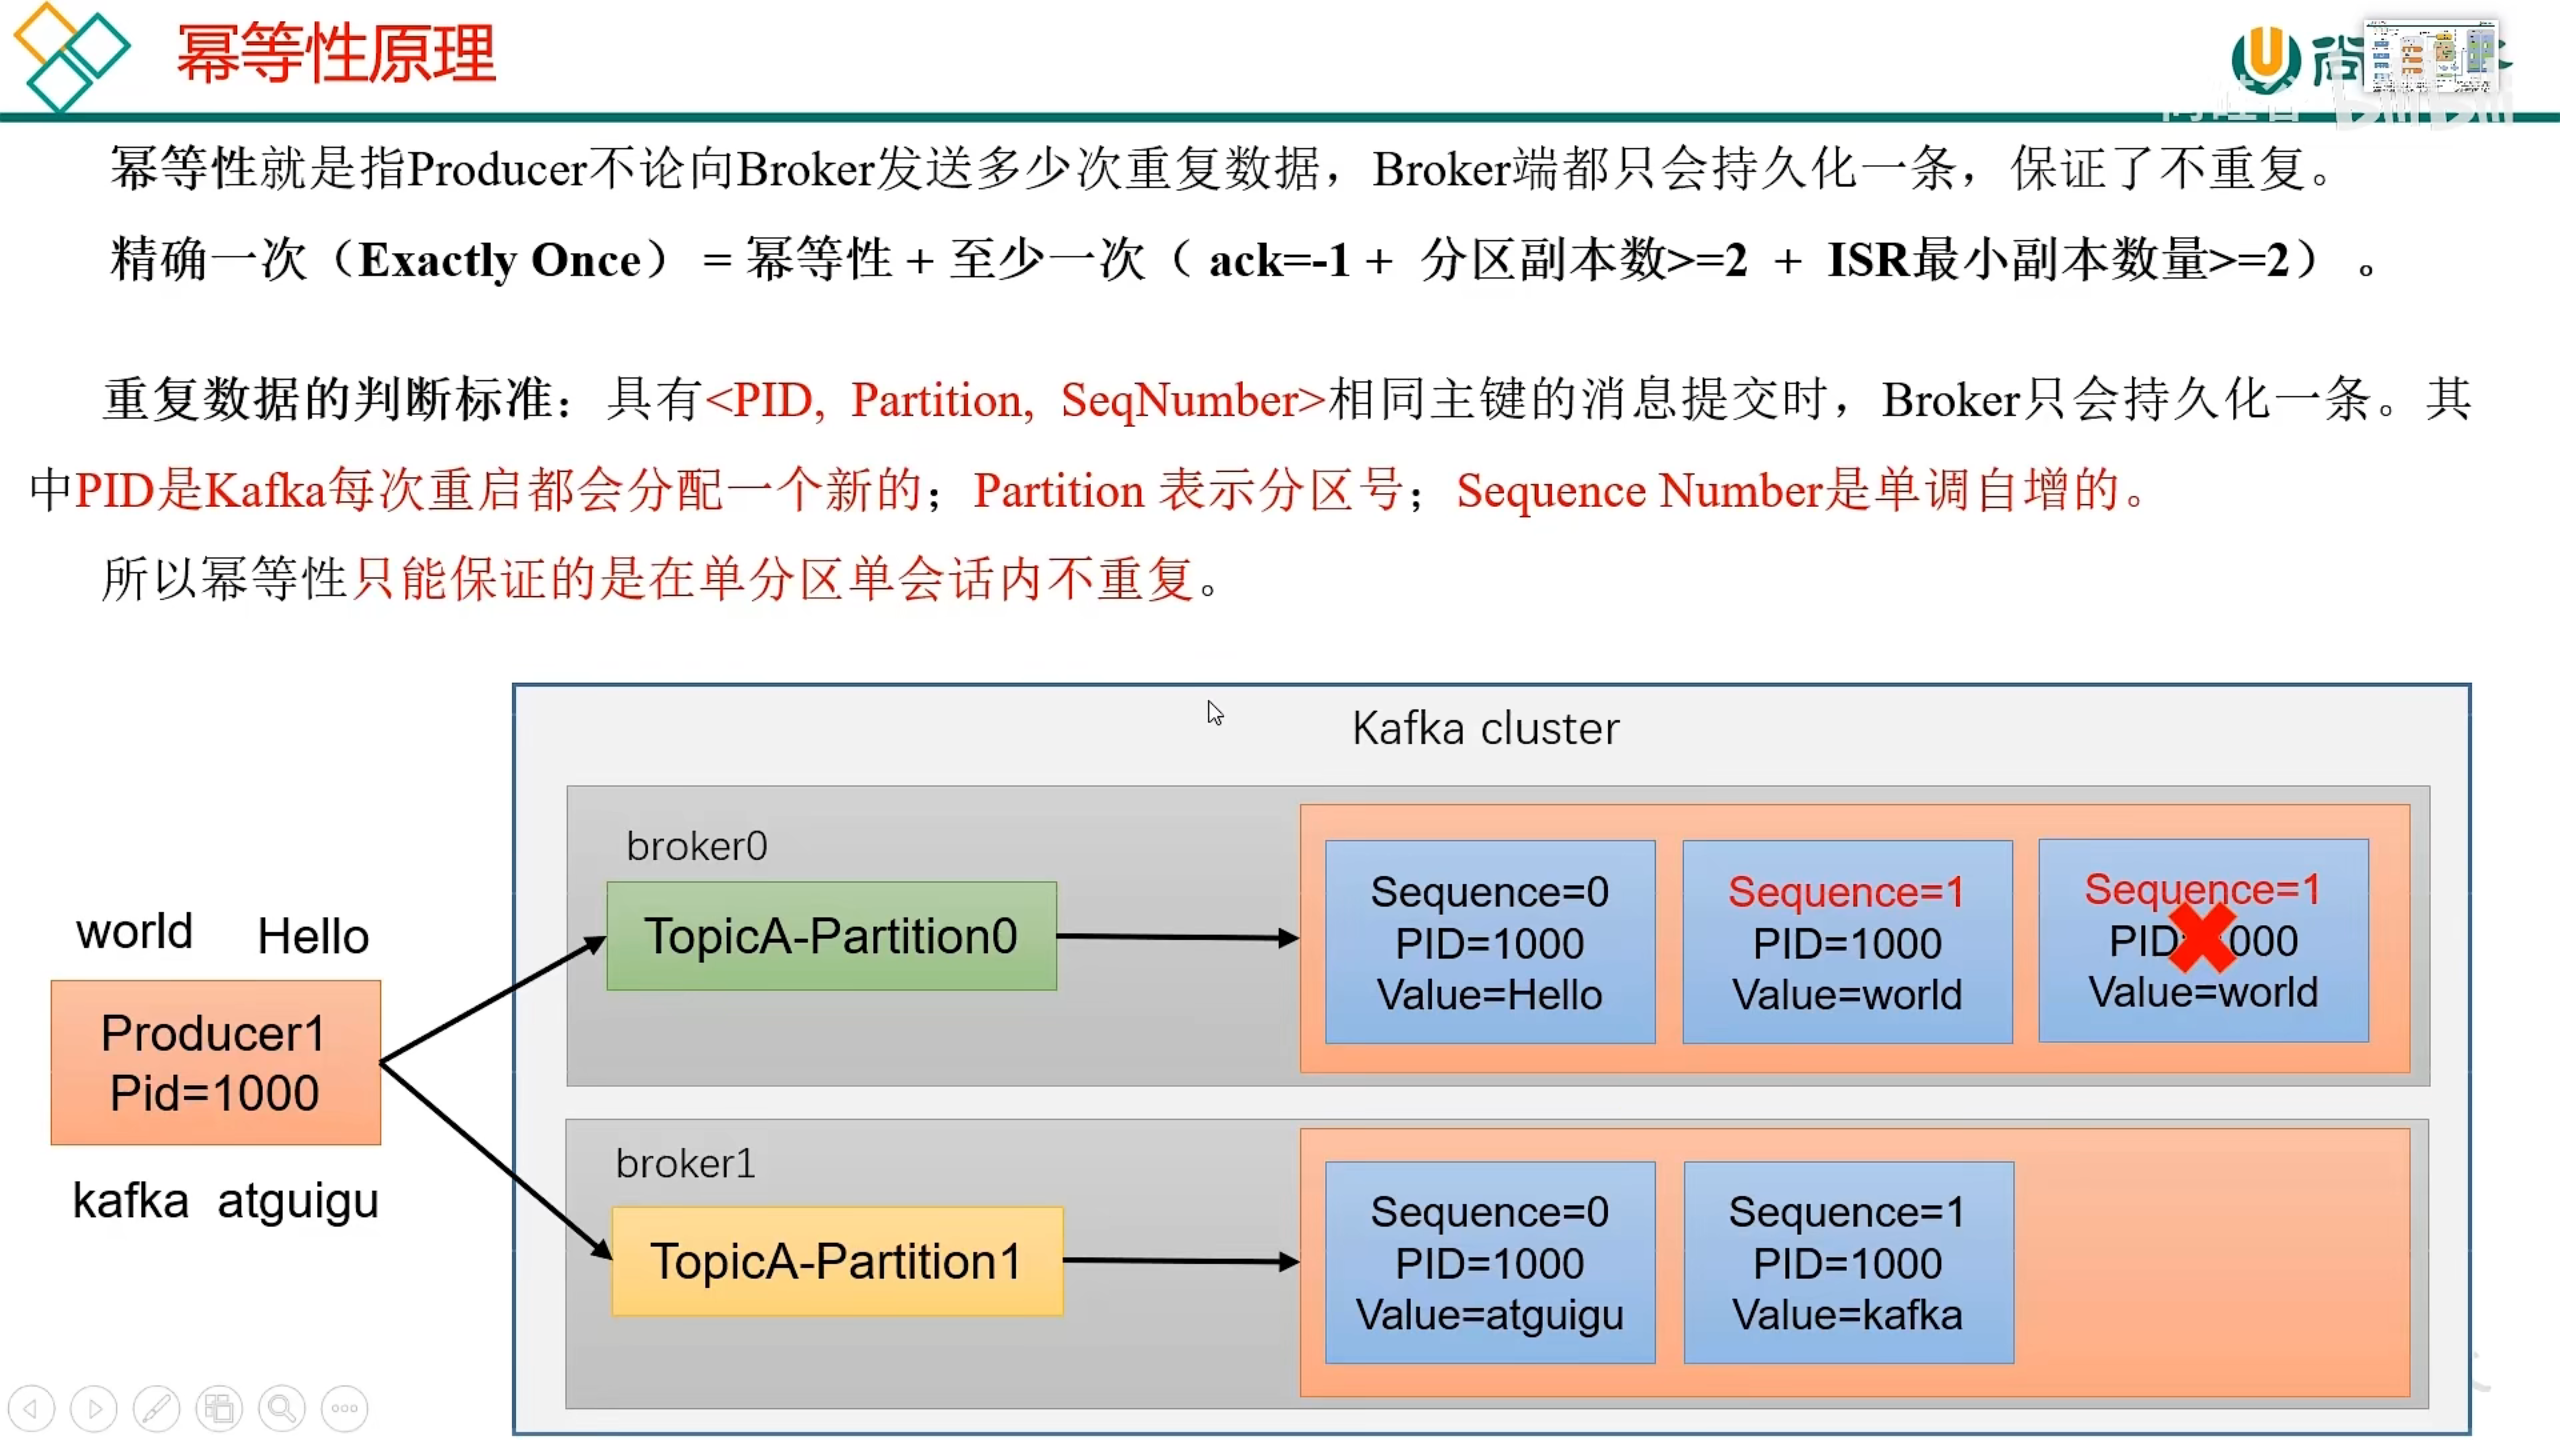 幂等性原理
尚
幂等性就是指Producer不论向Broker发送多少次重复数据，Broker端都只会持久化一条，保证了不重复。
精确一次（Exactly Once） = 幂等性 + 至少一次（ ack=-1 + 分区副本数>=2 + ISR最小副本数量>=2） 。
重复数据的判断标准：具有<PID, Partition, SeqNumber>相同主键的消息提交时，Broker只会持久化一条。其
中PID是Kafka每次重启都会分配一个新的；Partition 表示分区号；Sequence Number是单调自增的。
所以幂等性只能保证的是在单分区单会话内不重复。
Kafka cluster
broker0
TopicA-Partition0
Sequence=0
PID=1000
Value=Hello
Sequence=1
PID=1000
Value=world
Sequence=1
PID=1000
Value=world
world Hello
Producer1
Pid=1000
kafka atguigu
broker1
TopicA-Partition1
Sequence=0
PID=1000
Value=atguigu
Sequence=1
PID=1000
Value=kafka